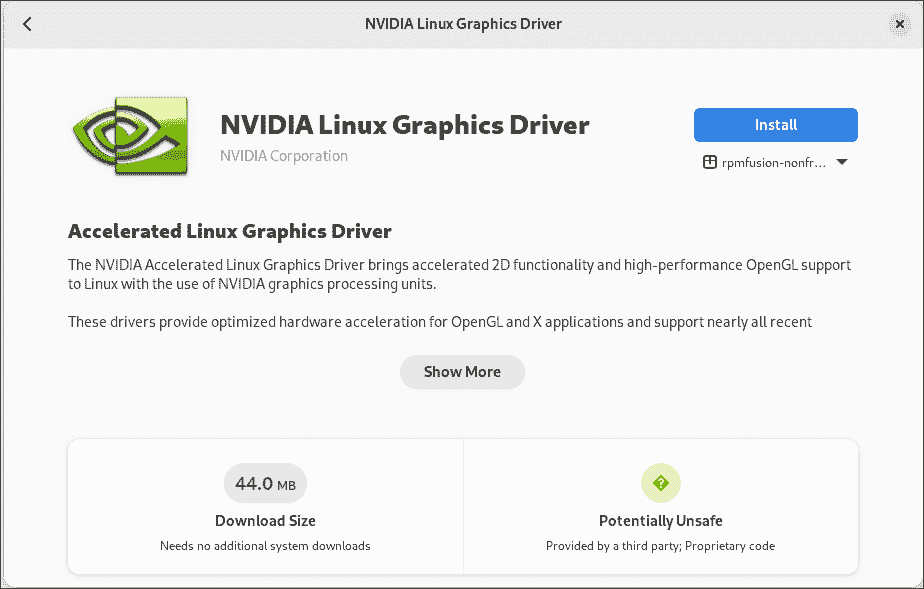 NVIDIA Linux Graphics Driver
NVIDIA Linux Graphics Driver
NVIDIA Corporation
Install
rpmfusion-nonfr...
Accelerated Linux Graphics Driver
The NVIDIA Accelerated Linux Graphics Driver brings accelerated 2D functionality and high-performance OpenGL support
to Linux with the use of NVIDIA graphics processing units.
These drivers provide optimized hardware acceleration for OpenGL and X applications and support nearly all recent
Show More
44.0 MB
Download Size
Needs no additional system downloads
Potentially Unsafe
Provided by a third party; Proprietary code